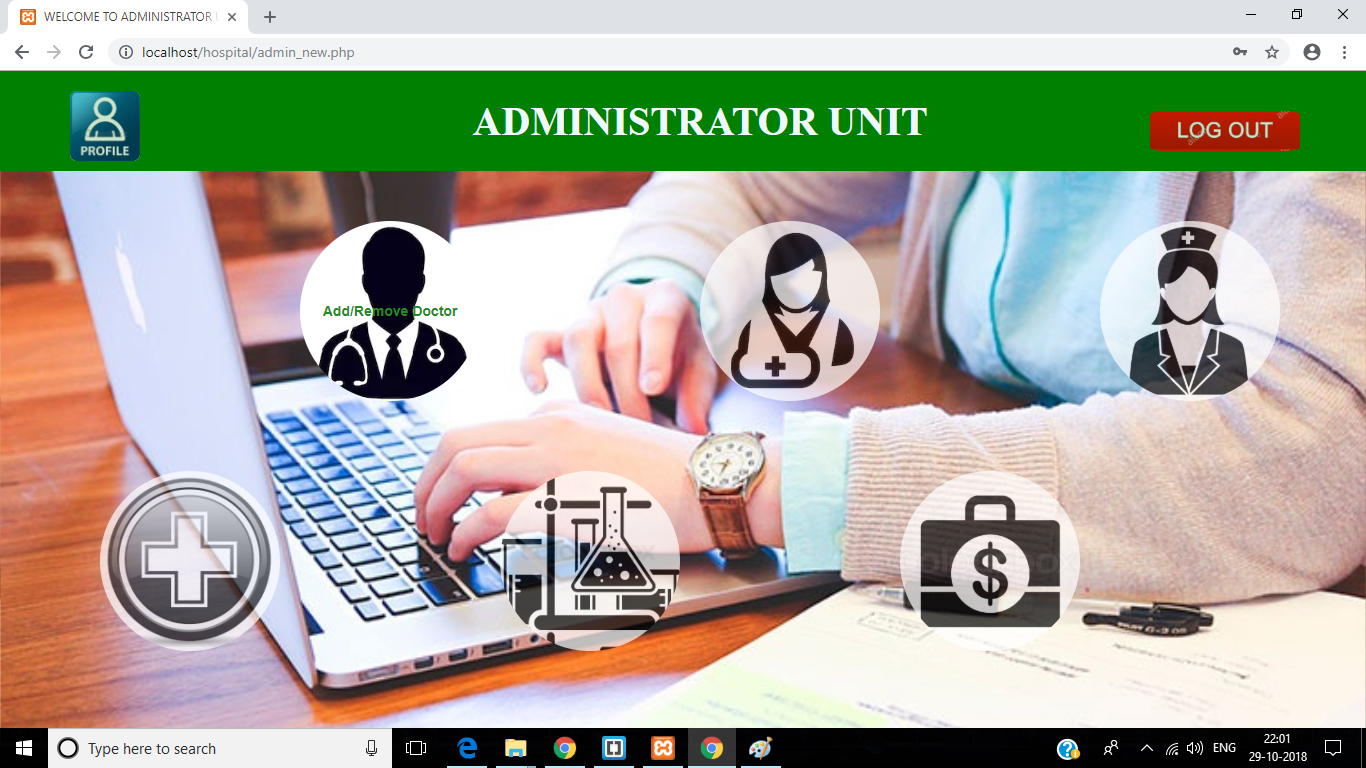 WELCOME TO ADMINISTRATOR
localhost/hospital/admin_new.php
PROFILE
ADMINISTRATOR UNIT
LOG OUT
Add/Remove Doctor
$
Type here to search
ENG
22:01
29-10-2018